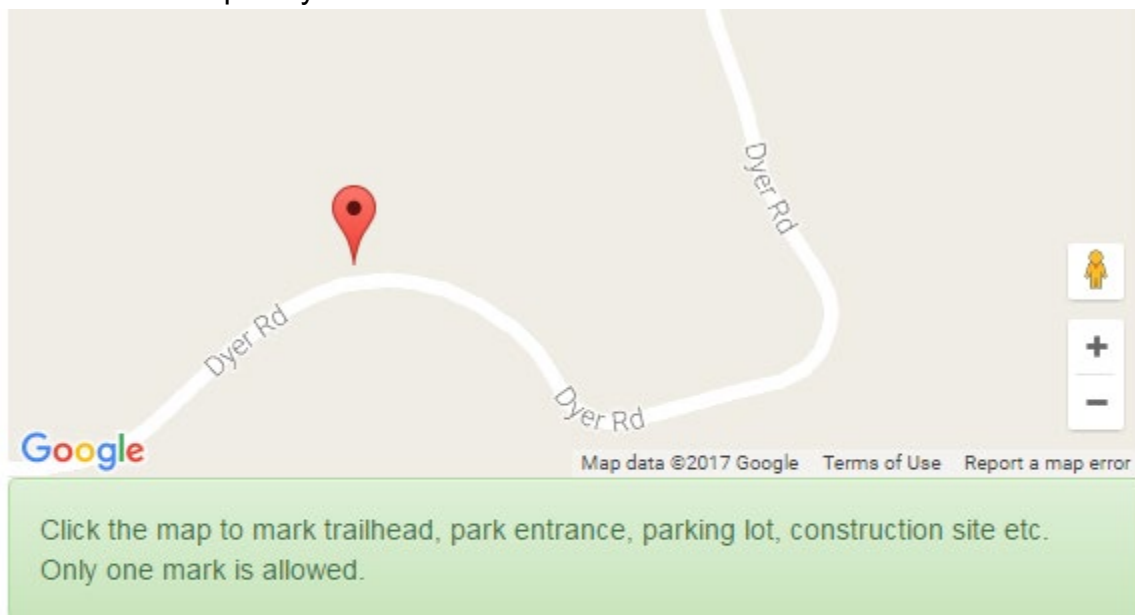 Dyer Rd
Dyer Rd
Dyer Rd
+
−
Google
Map data ©2017 Google Terms of Use Report a map error
Click the map to mark trailhead, park entrance, parking lot, construction site etc.
Only one mark is allowed.